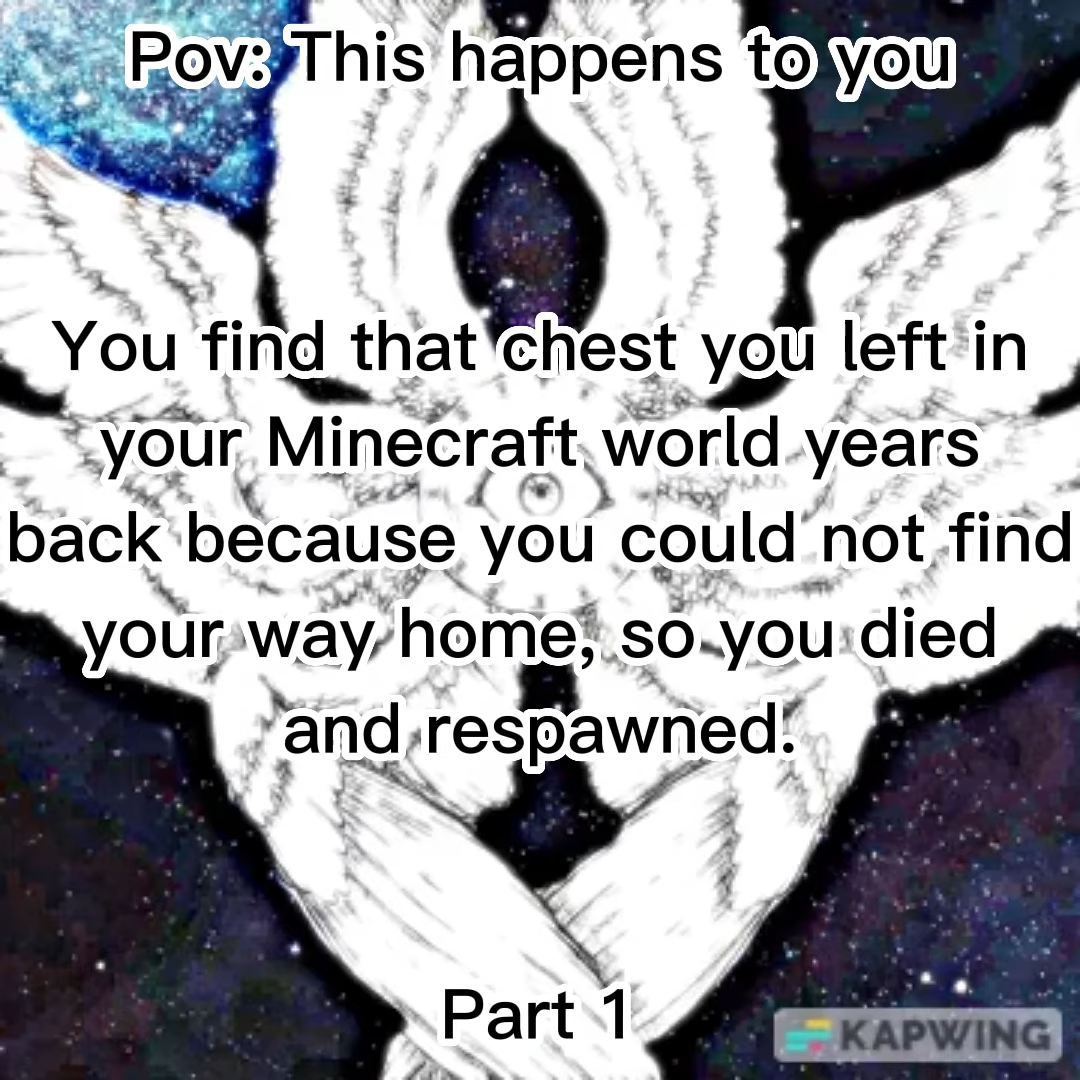 Pov: This happens to you
You find that chest you left in
your Minecraft world years
back because you could not find
your way home, so you died
and respawned.
Part 1
KAPWING